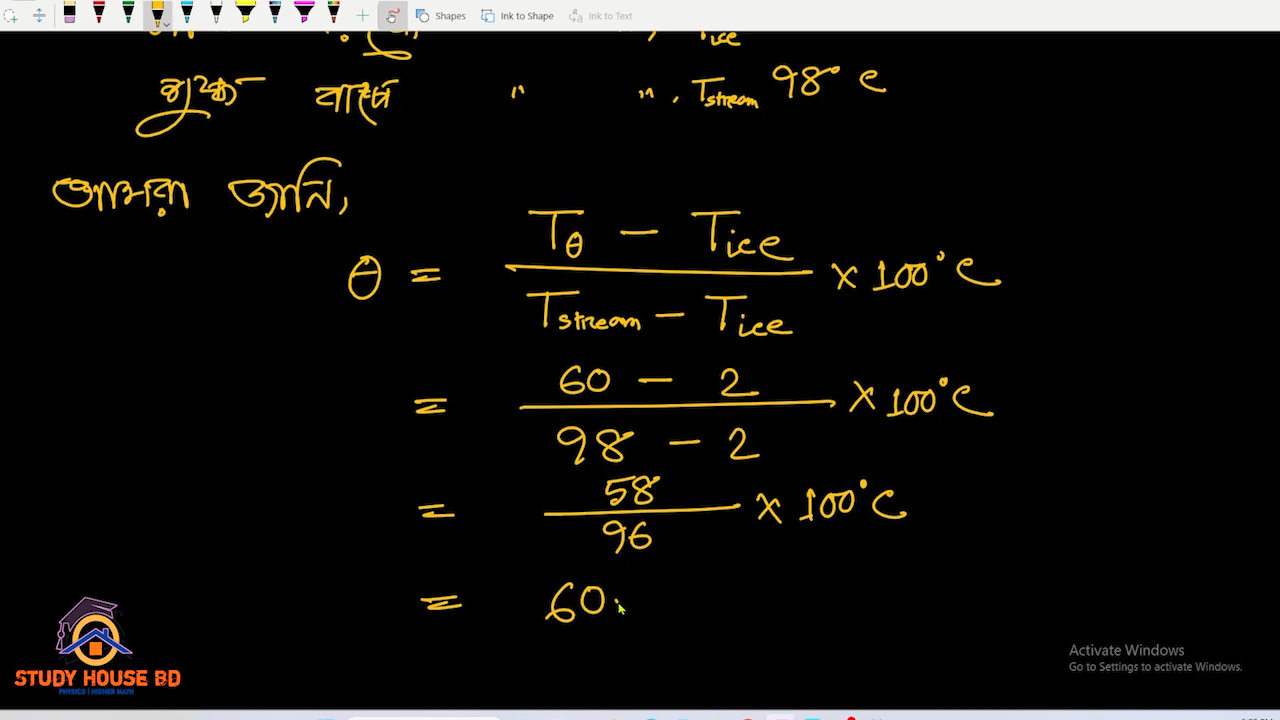 Shapes Ink to Shape Ink to Text
Tice
শুষ্ক বাষ্পে " ". Tstream 98° C
আমরা জানি,
θ = Tθ - Tice / Tstream - Tice × 100° C
= 60 - 2 / 98 - 2 × 100° C
= 58 / 96 × 100° C
= 60.
STUDY HOUSE BD
PHYSICS | HIGHER MATH
Activate Windows
Go to Settings to activate Windows.